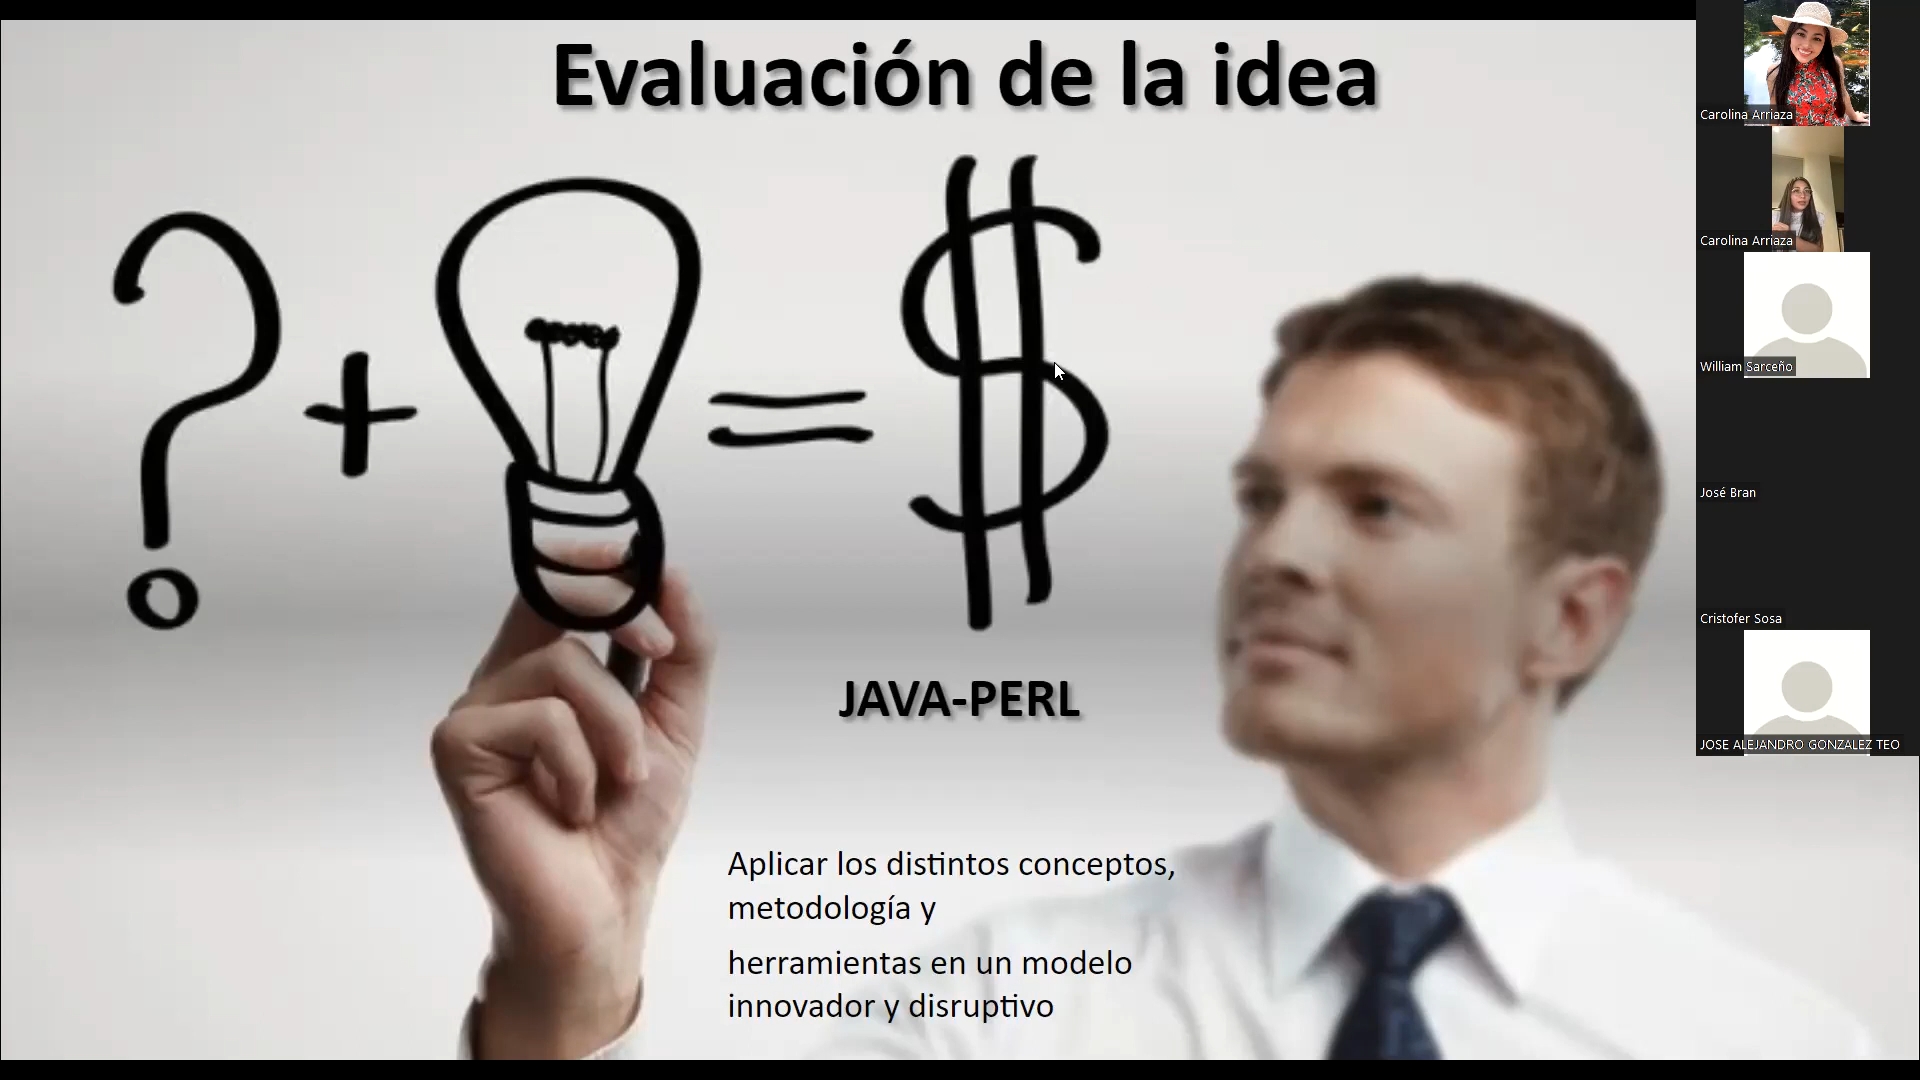 Evaluación de la idea
? + = $
JAVA-PERL
Aplicar los distintos conceptos,
metodología y
herramientas en un modelo
innovador y disruptivo
Carolina Arriaza
Carolina Arriaza
William Sarceño
José Bran
Cristofer Sosa
JOSE ALEJANDRO GONZALEZ TEO